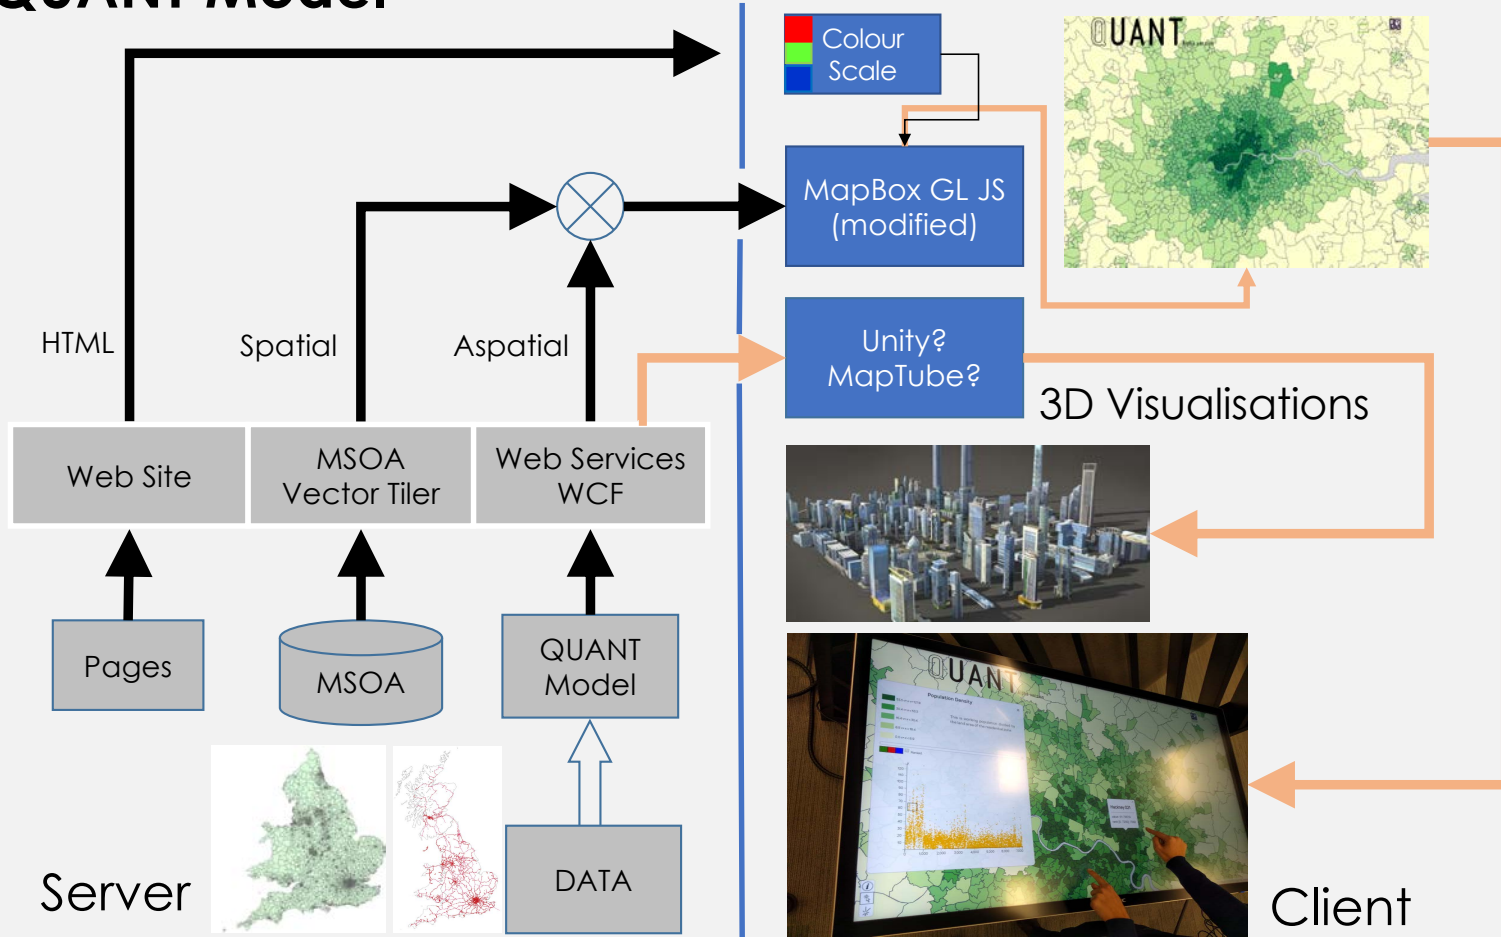 QUANT Model
Colour
Scale
QUANT
MapBox GL JS
(modified)
HTML
Spatial
Aspatial
Unity?
MapTube?
3D Visualisations
Web Site
MSOA
Vector Tiler
Web Services
WCF
Pages
MSOA
QUANT
Model
QUANT
Population Density
DATA
Server
Client